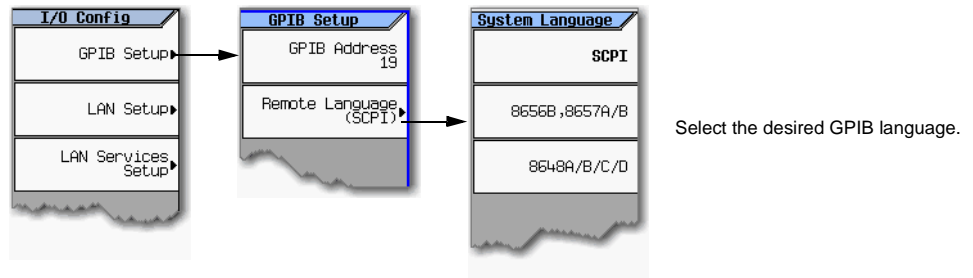 I/O Config
GPIB Setup
LAN Setup
LAN Services
Setup
GPIB Setup
GPIB Address
19
Remote Language
(SCPI)
System Language
SCPI
8656B,8657A/B
8648A/B/C/D
Select the desired GPIB language.